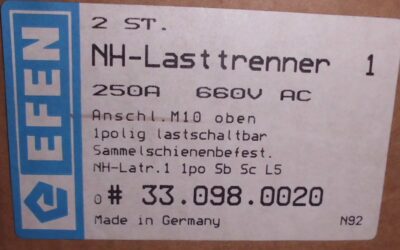 EFEN
2 ST.
NH-Lasttrenner 1
250A 660V AC
Anschl.M10 oben
1polig lastschaltbar
Sammelschienenbefest.
NH-Latr.1 1po Sb Sc L5
0 # 33.098.0020
Made in Germany N92